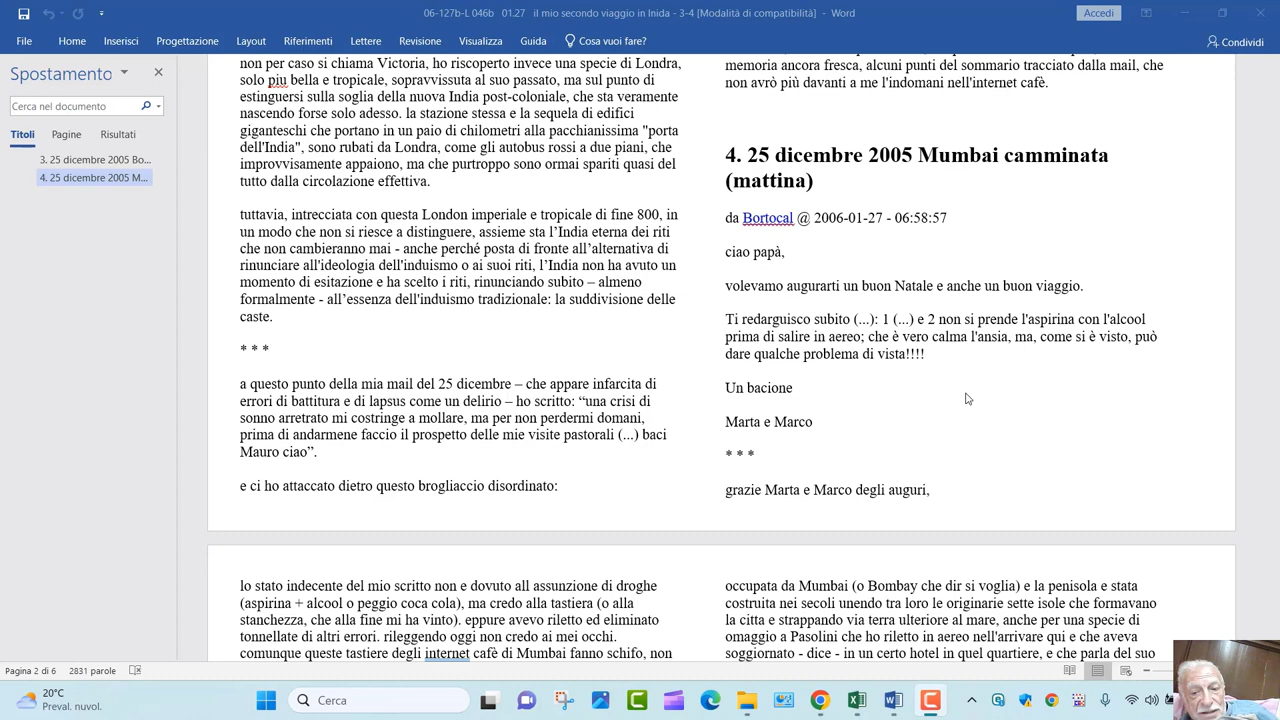 06-127b-L 046b  01.27  il mio secondo viaggio in Inida - 3-4 [Modalità di compatibilità]  -  Word
Accedi
File Home Inserisci Progettazione Layout Riferimenti Lettere Revisione Visualizza Guida Cosa vuoi fare? Condividi
Spostamento
Cerca nel documento
Titoli Pagine Risultati
3. 25 dicembre 2005 Bo...
4. 25 dicembre 2005 M...
non per caso si chiama Victoria, ho riscoperto invece una specie di Londra,
solo piu bella e tropicale, sopravvissuta al suo passato, ma sul punto di
estinguersi sulla soglia della nuova India post-coloniale, che sta veramente
nascendo forse solo adesso. la stazione stessa e la sequela di edifici
giganteschi che portano in un paio di chilometri alla pacchianissima "porta
dell'India", sono rubati da Londra, come gli autobus rossi a due piani, che
improvvisamente appaiono, ma che purtroppo sono ormai spariti quasi del
tutto dalla circolazione effettiva.
tuttavia, intrecciata con questa London imperiale e tropicale di fine 800, in
un modo che non si riesce a distinguere, assieme sta l’India eterna dei riti
che non cambieranno mai - anche perché posta di fronte all’alternativa di
rinunciare all'ideologia dell'induismo o ai suoi riti, l’India non ha avuto un
momento di esitazione e ha scelto i riti, rinunciando subito – almeno
formalmente - all’essenza dell'induismo tradizionale: la suddivisione delle
caste.
* * *
a questo punto della mia mail del 25 dicembre – che appare infarcita di
errori di battitura e di lapsus come un delirio – ho scritto: “una crisi di
sonno arretrato mi costringe a mollare, ma per non perdermi domani,
prima di andarmene faccio il prospetto delle mie visite pastorali (...) baci
Mauro ciao”.
e ci ho attaccato dietro questo brogliaccio disordinato:
memoria ancora fresca, alcuni punti del sommario tracciato dalla mail, che
non avrò più davanti a me l'indomani nell'internet cafè.
4. 25 dicembre 2005 Mumbai camminata
(mattina)
da Bortocal @ 2006-01-27 - 06:58:57
ciao papà,
volevamo augurarti un buon Natale e anche un buon viaggio.
Ti redarguisco subito (...): 1 (...) e 2 non si prende l'aspirina con l'alcool
prima di salire in aereo; che è vero calma l'ansia, ma, come si è visto, può
dare qualche problema di vista!!!!
Un bacione
Marta e Marco
* * *
grazie Marta e Marco degli auguri,
lo stato indecente del mio scritto non e dovuto all assunzione di droghe
(aspirina + alcool o peggio coca cola), ma credo alla tastiera (o alla
stanchezza, che alla fine mi ha vinto). eppure avevo riletto ed eliminato
tonnellate di altri errori. rileggendo oggi non credo ai mei occhi.
comunque queste tastiere degli internet cafè di Mumbai fanno schifo, non
occupata da Mumbai (o Bombay che dir si voglia) e la penisola e stata
costruita nei secoli unendo tra loro le originarie sette isole che formavano
la citta e strappando via terra ulteriore al mare, anche per una specie di
omaggio a Pasolini che ho riletto in aereo nell'arrivare qui e che aveva
soggiornato - dice - in un certo hotel in quel quartiere, e che parla del suo
Pagina 2 di 6 2831 parole
20°C
Preval. nuvol.
Cerca